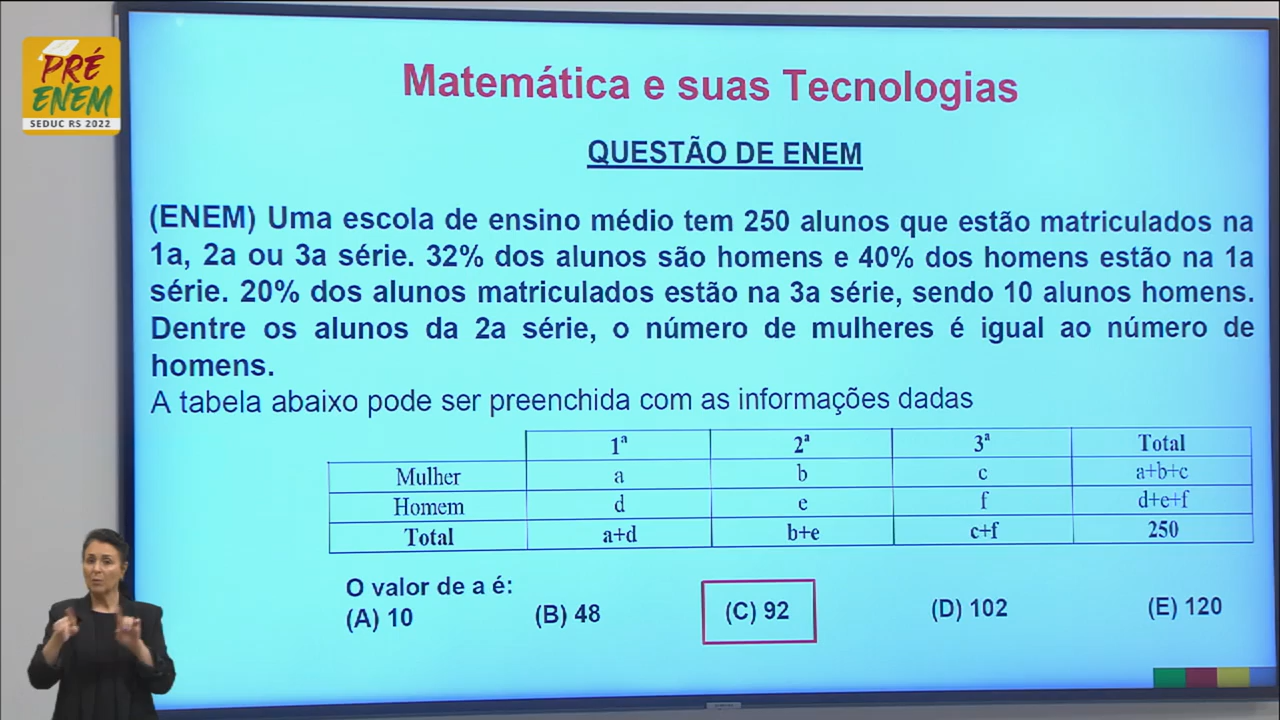 PRÉ
ENEM
SEDUC RS 2022
Matemática e suas Tecnologias
QUESTÃO DE ENEM
(ENEM) Uma escola de ensino médio tem 250 alunos que estão matriculados na
1a, 2a ou 3a série. 32% dos alunos são homens e 40% dos homens estão na 1a
série. 20% dos alunos matriculados estão na 3a série, sendo 10 alunos homens.
Dentre os alunos da 2a série, o número de mulheres é igual ao número de
homens.
A tabela abaixo pode ser preenchida com as informações dadas
1ª 2ª 3ª Total
Mulher a b c a+b+c
Homem d e f d+e+f
Total a+d b+e c+f 250
O valor de a é:
(A) 10 (B) 48 (C) 92 (D) 102 (E) 120